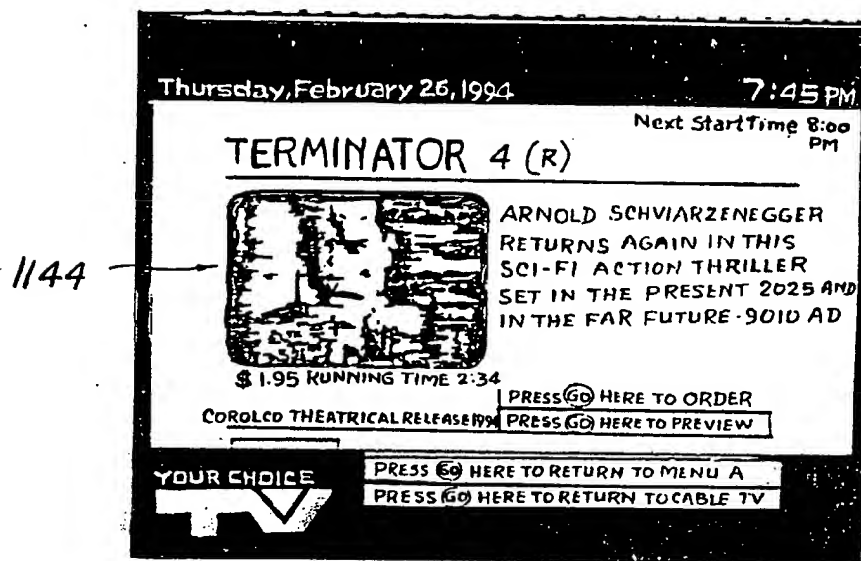 Thursday, February 26, 1994 7:45 PM
Next Start Time 8:00 PM
TERMINATOR 4 (R)
1144
ARNOLD SCHVIARZENEGGER
RETURNS AGAIN IN THIS
SCI-FI ACTION THRILLER
SET IN THE PRESENT 2025 AND
IN THE FAR FUTURE-9010 AD
$ 1.95 RUNNING TIME 2:34
COROLCO THEATRICAL RELEASE 1994
PRESS GO HERE TO ORDER
PRESS GO HERE TO PREVIEW
YOUR CHOICE
TV
PRESS GO HERE TO RETURN TO MENU A
PRESS GO HERE TO RETURN TO CABLE TV